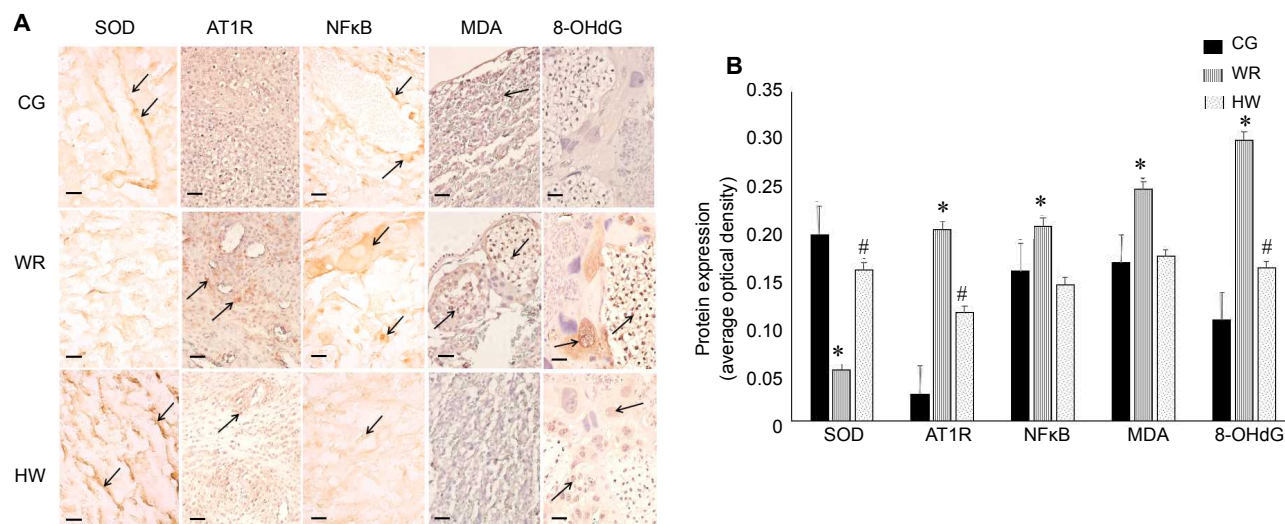 A
SOD AT1R NFκB MDA 8-OHdG
CG
WR
HW
B
CG
WR
HW
Protein expression
(average optical density)
0.35
0.30
0.25
0.20
0.15
0.10
0.05
0
* # * # * * * #
SOD AT1R NFκB MDA 8-OHdG